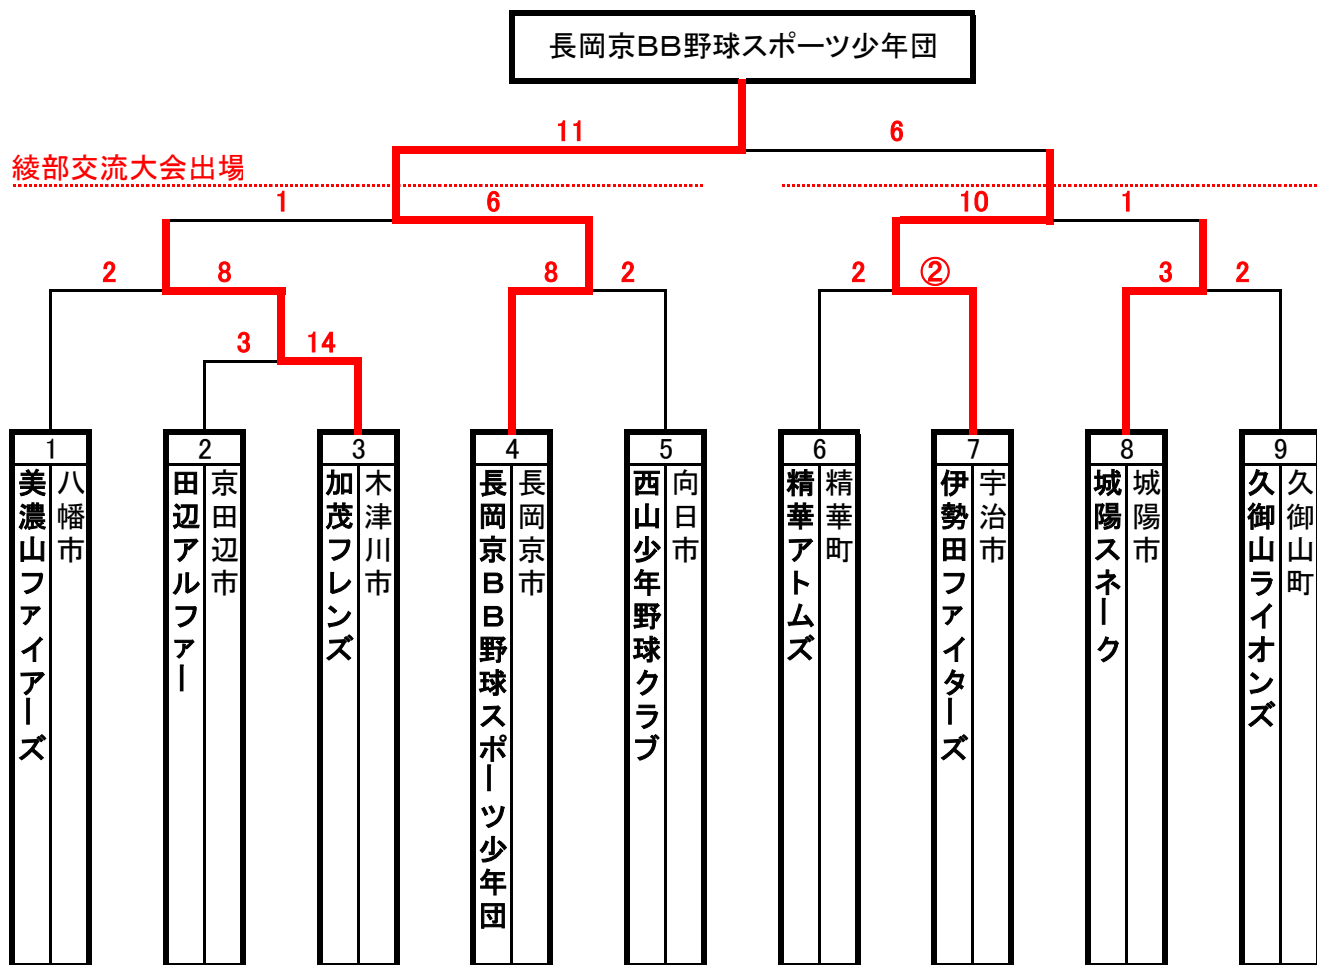 長岡京BB野球スポーツ少年団
11
6
綾部交流大会出場
1
6
10
1
2
8
8
2
2
②
3
2
3
14
1
美濃山ファイアーズ
八幡市
2
田辺アルファー
京田辺市
3
加茂フレンズ
木津川市
4
長岡京BB野球スポーツ少年団
長岡京市
5
西山少年野球クラブ
向日市
6
精華アトムズ
精華町
7
伊勢田ファイターズ
宇治市
8
城陽スネーク
城陽市
9
久御山ライオンズ
久御山町